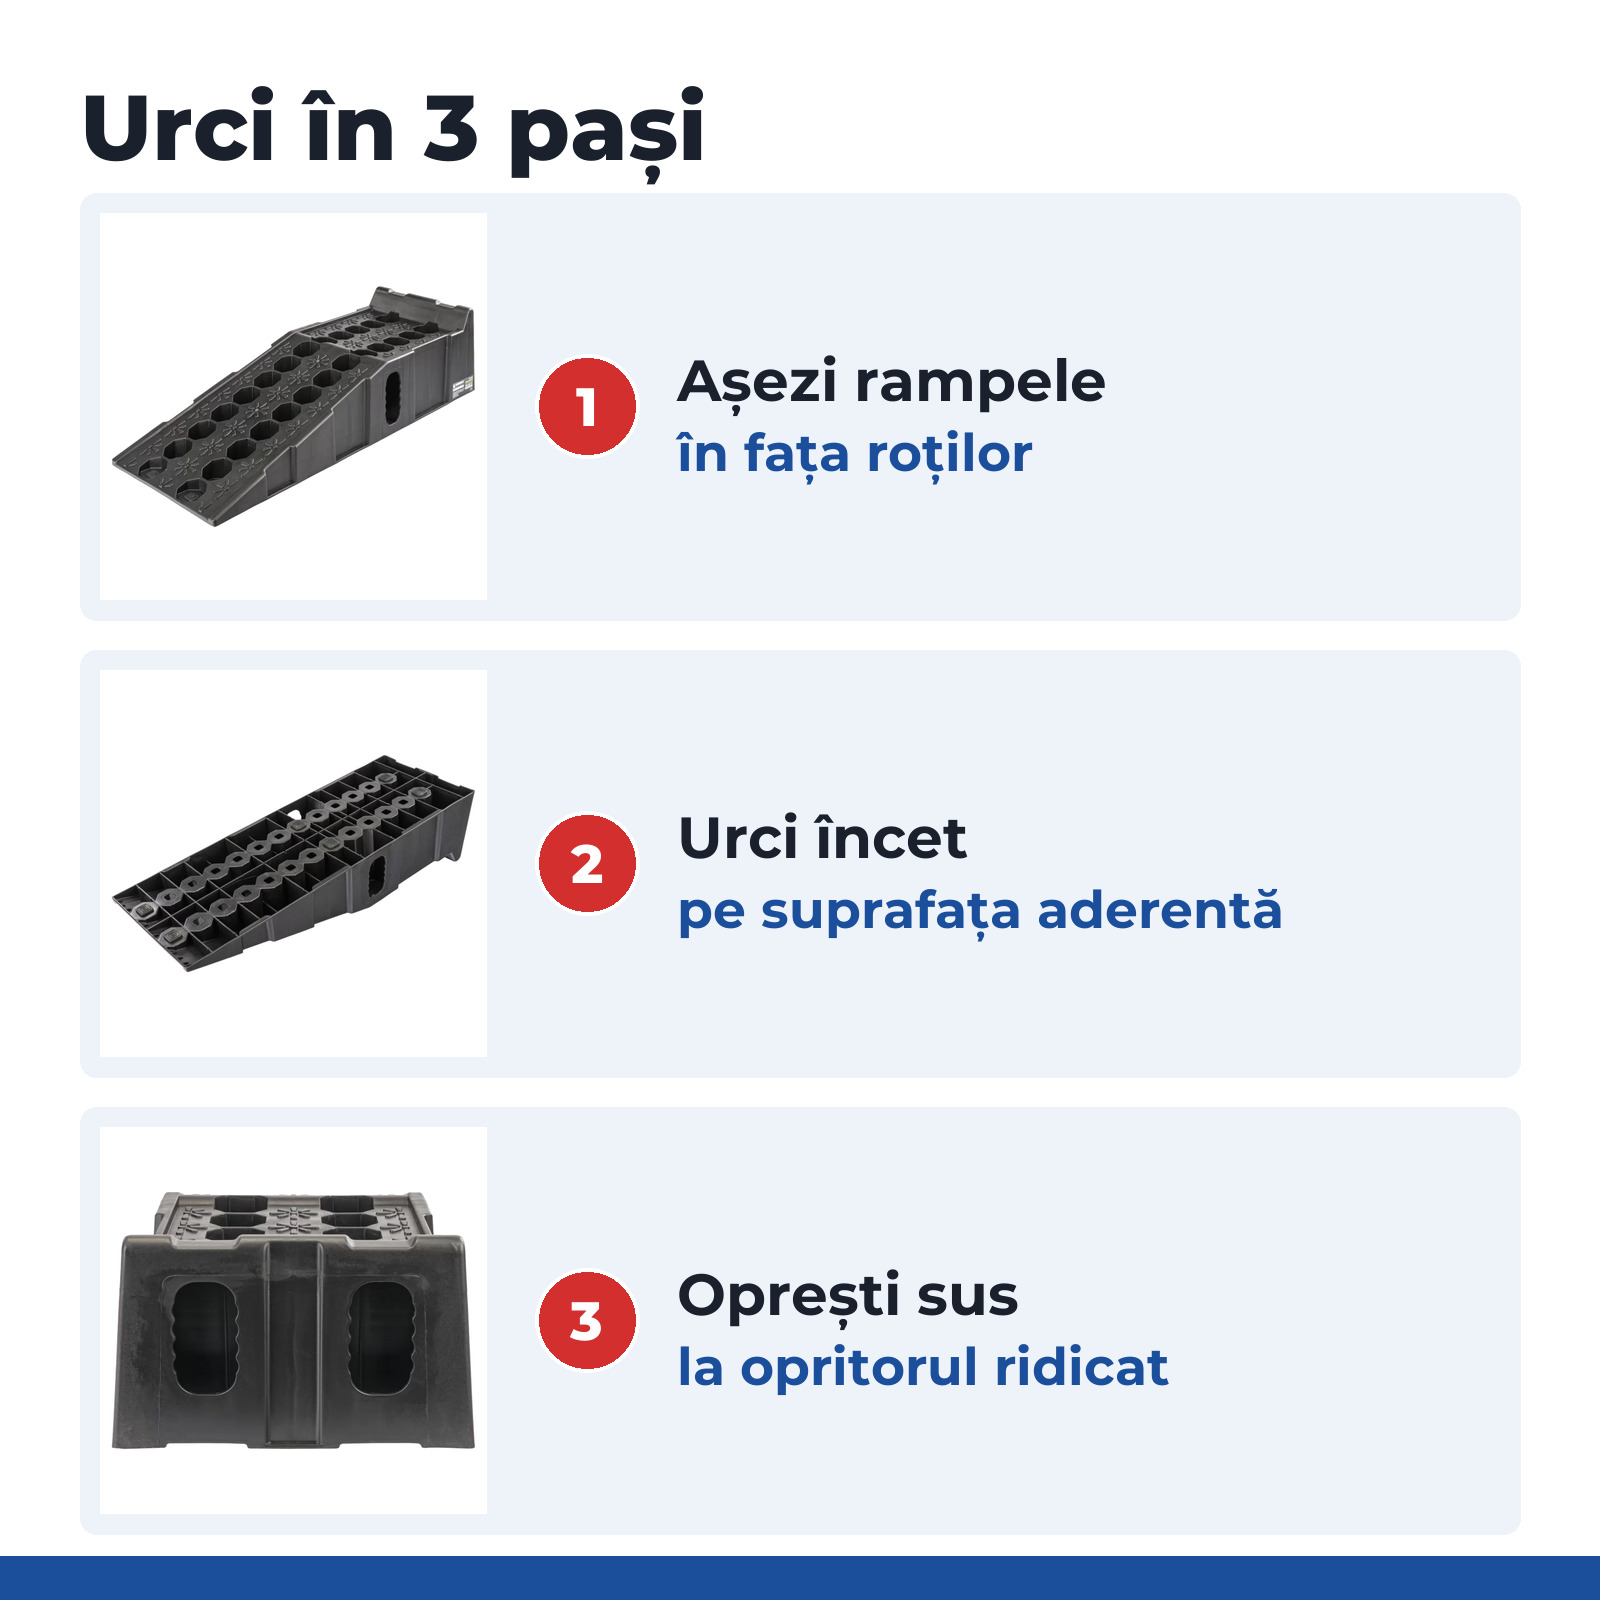 Urci în 3 pași
1
Așezi rampele
în fața roților
2
Urci încet
pe suprafața aderentă
3
Oprești sus
la opritorul ridicat